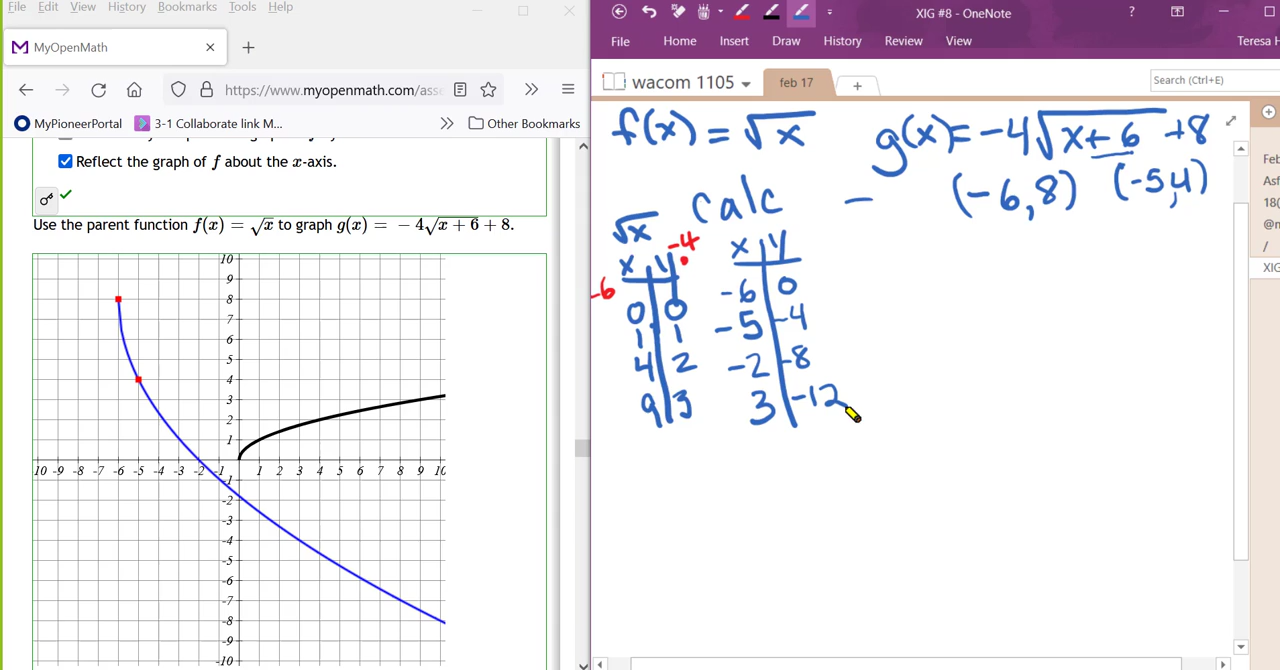 File Edit View History Bookmarks Tools Help
MyOpenMath
https://www.myopenmath.com/asse
MyPioneerPortal 3-1 Collaborate link M... Other Bookmarks
Reflect the graph of f about the x-axis.
Use the parent function f(x) = √x to graph g(x) = − 4√x + 6 + 8.
10
9
8
7
6
5
4
3
2
1
10 -9 -8 -7 -6 -5 -4 -3 -2 -1 1 2 3 4 5 6 7 8 9 10
-1
-2
-3
-4
-5
-6
-7
-8
-9
-10
XIG #8 - OneNote
?
File Home Insert Draw History Review View
Teresa H
wacom 1105 feb 17
Search (Ctrl+E)
f(x) = √x g(x)= -4√x+6 +8
calc - (-6,8) (-5,4)
√x
-4
x y x y
-6
0 0 -6 0
1 1 -5 -4
4 2 -2 -8
9 3 3 -12
Feb
Asf
18(
@m
/
XIG